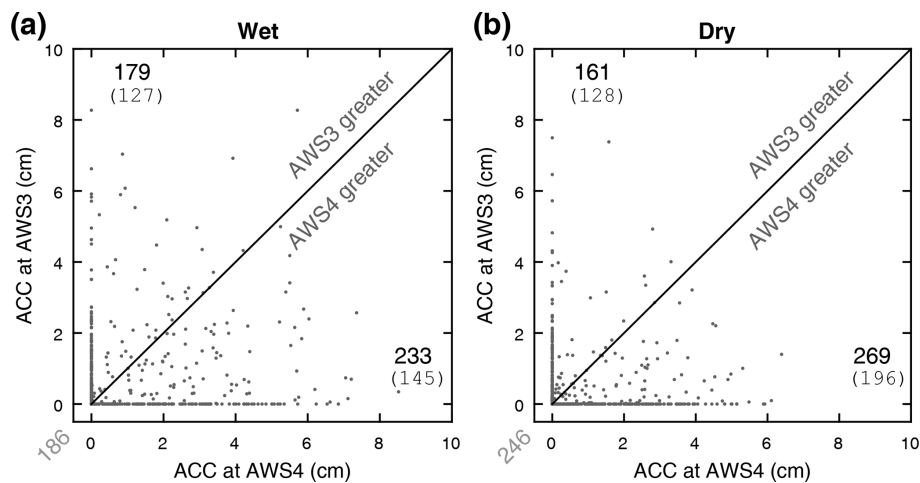 (a)
Wet
10
8
6
4
2
0
179
(127)
AWS3 greater
AWS4 greater
233
(145)
186
0 2 4 6 8 10
ACC at AWS3 (cm)
ACC at AWS4 (cm)
(b)
Dry
10
8
6
4
2
0
161
(128)
AWS3 greater
AWS4 greater
269
(196)
246
0 2 4 6 8 10
ACC at AWS3 (cm)
ACC at AWS4 (cm)